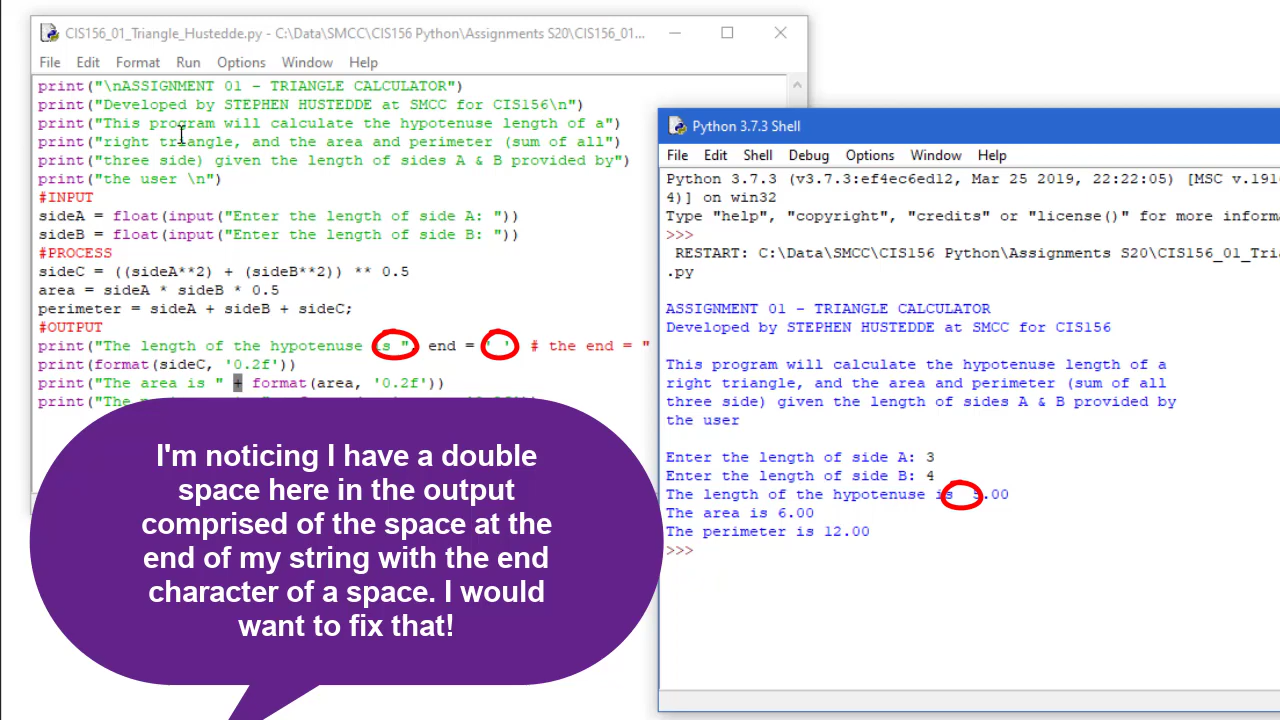 CIS156_01_Triangle_Hustedde.py - C:\Data\SMCC\CIS156 Python\Assignments S20\CIS156_01...
File Edit Format Run Options Window Help
print("\nASSIGNMENT 01 - TRIANGLE CALCULATOR")
print("Developed by STEPHEN HUSTEDDE at SMCC for CIS156\n")
print("This program will calculate the hypotenuse length of a")
print("right triangle, and the area and perimeter (sum of all")
print("three side) given the length of sides A & B provided by")
print("the user \n")
#INPUT
sideA = float(input("Enter the length of side A: "))
sideB = float(input("Enter the length of side B: "))
#PROCESS
sideC = ((sideA**2) + (sideB**2)) ** 0.5
area = sideA * sideB * 0.5
perimeter = sideA + sideB + sideC;
#OUTPUT
print("The length of the hypotenuse is ", end = ' ') # the end = "
print(format(sideC, '0.2f'))
print("The area is " + format(area, '0.2f'))
print("The
I'm noticing I have a double
space here in the output
comprised of the space at the
end of my string with the end
character of a space. I would
want to fix that!
Python 3.7.3 Shell
File Edit Shell Debug Options Window Help
Python 3.7.3 (v3.7.3:ef4ec6ed12, Mar 25 2019, 22:22:05) [MSC v.191
4)] on win32
Type "help", "copyright", "credits" or "license()" for more informa
>>>
RESTART: C:\Data\SMCC\CIS156 Python\Assignments S20\CIS156_01_Tria
.py
ASSIGNMENT 01 - TRIANGLE CALCULATOR
Developed by STEPHEN HUSTEDDE at SMCC for CIS156
This program will calculate the hypotenuse length of a
right triangle, and the area and perimeter (sum of all
three side) given the length of sides A & B provided by
the user
Enter the length of side A: 3
Enter the length of side B: 4
The length of the hypotenuse is  5.00
The area is 6.00
The perimeter is 12.00
>>>